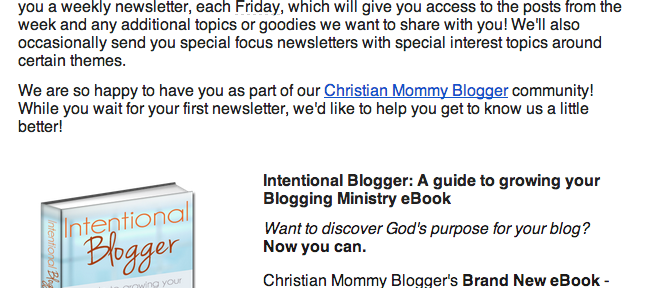 you a weekly newsletter, each Friday, which will give you access to the posts from the
week and any additional topics or goodies we want to share with you! We'll also
occasionally send you special focus newsletters with special interest topics around
certain themes.
We are so happy to have you as part of our Christian Mommy Blogger community!
While you wait for your first newsletter, we'd like to help you get to know us a little
better!
Intentional
Blogger
Intentional
growing your
Intentional Blogger: A guide to growing your
Blogging Ministry eBook
Want to discover God's purpose for your blog?
Now you can.
Christian Mommy Blogger's Brand New eBook -